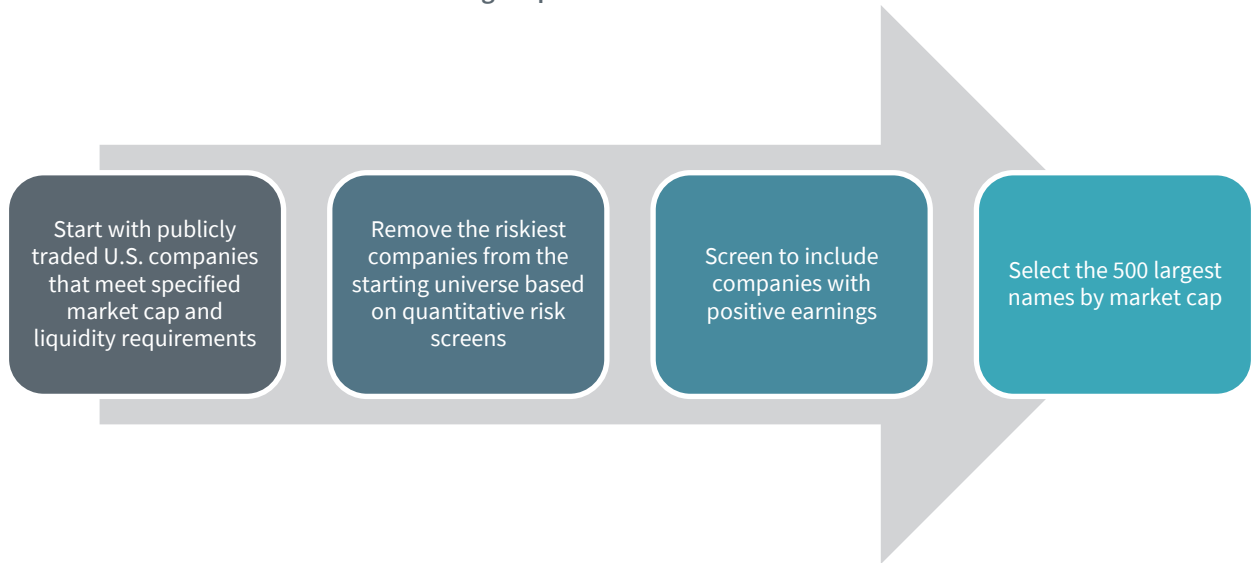 Start with publicly
traded U.S. companies
that meet specified
market cap and
liquidity requirements
Remove the riskiest
companies from the
starting universe based
on quantitative risk
screens
Screen to include
companies with
positive earnings
Select the 500 largest
names by market cap